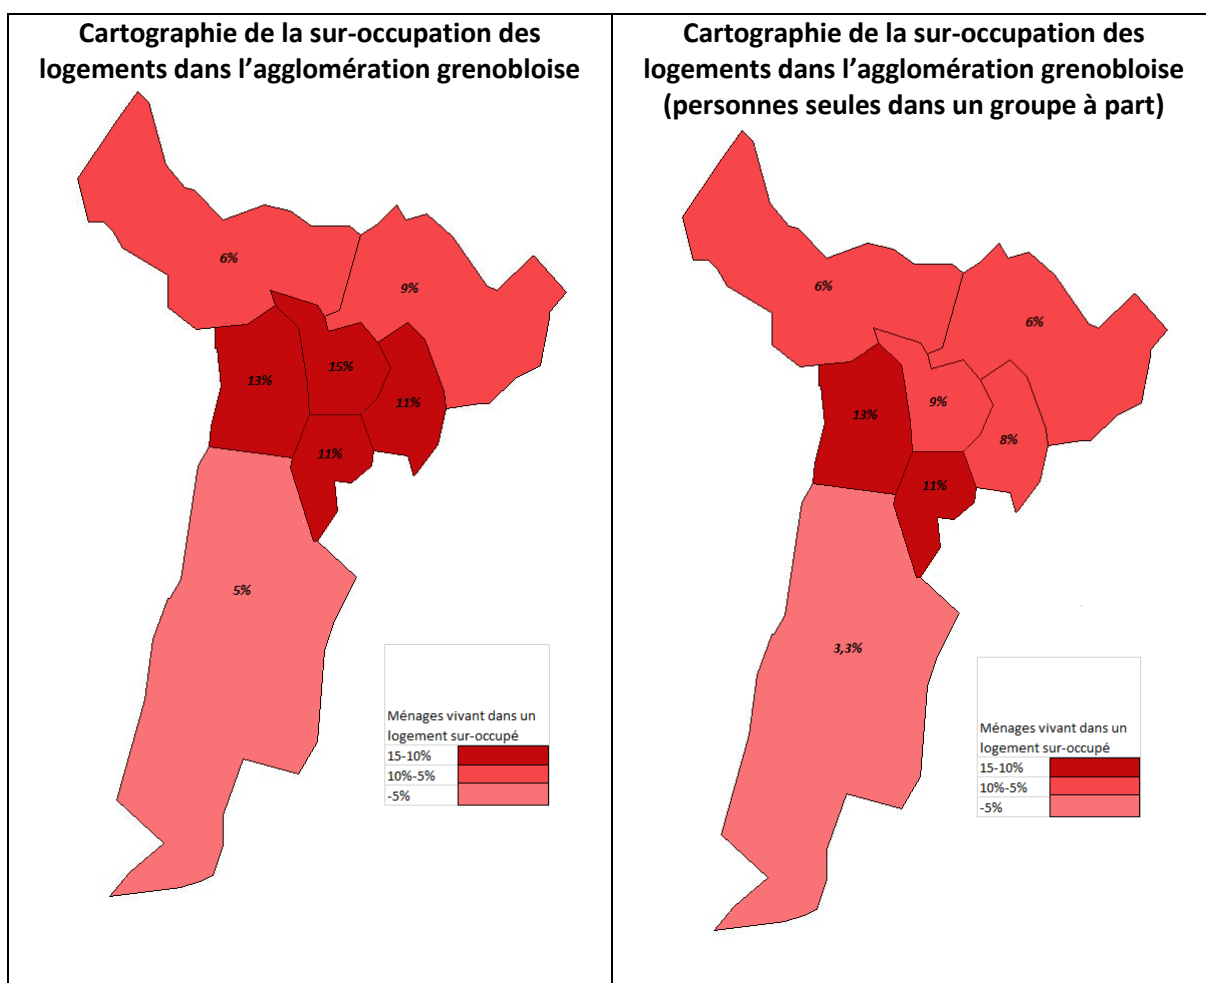 Cartographie de la sur-occupation des
logements dans l’agglomération grenobloise
6%
9%
15%
13%
11%
11%
5%
Ménages vivant dans un
logement sur-occupé
15-10%
10%-5%
-5%
Cartographie de la sur-occupation des
logements dans l’agglomération grenobloise
(personnes seules dans un groupe à part)
6%
6%
9%
13%
8%
11%
3,3%
Ménages vivant dans un
logement sur-occupé
15-10%
10%-5%
-5%